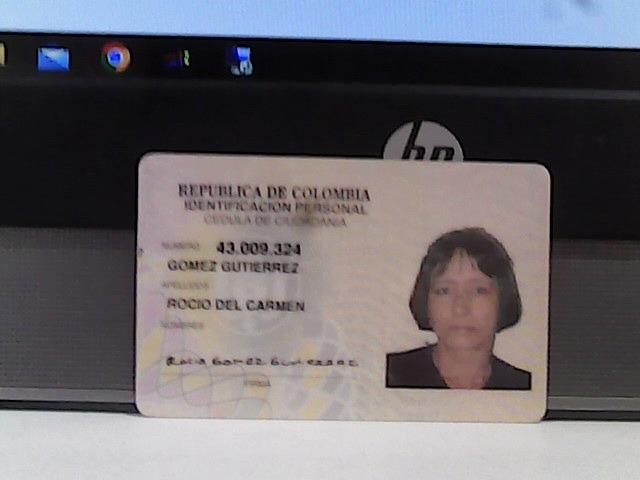 hp
REPUBLICA DE COLOMBIA
IDENTIFICACION PERSONAL
CEDULA DE CIUDADANIA
NUMERO 43.009.324
GOMEZ GUTIERREZ
APELLIDOS
ROCIO DEL CARMEN
NOMBRES
Rocio Gomez Gutierrez
FIRMA